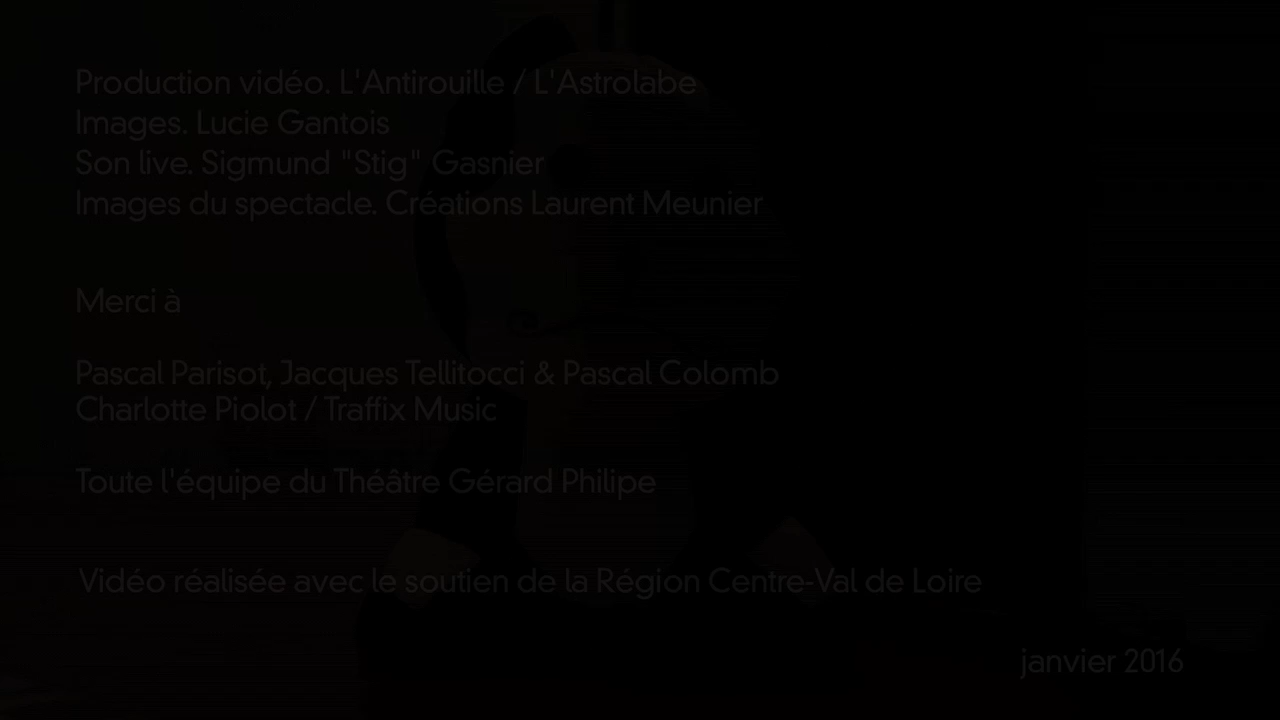 Production vidéo. L'Antirouille / L'Astrolabe
Images. Lucie Gantois
Son live. Sigmund "Stig" Gasnier
Images du spectacle. Créations Laurent Meunier
Merci à
Pascal Parisot, Jacques Tellitocci & Pascal Colomb
Charlotte Piolot / Traffix Music
Toute l'équipe du Théâtre Gérard Philipe
Vidéo réalisée avec le soutien de la Région Centre-Val de Loire
janvier 2016